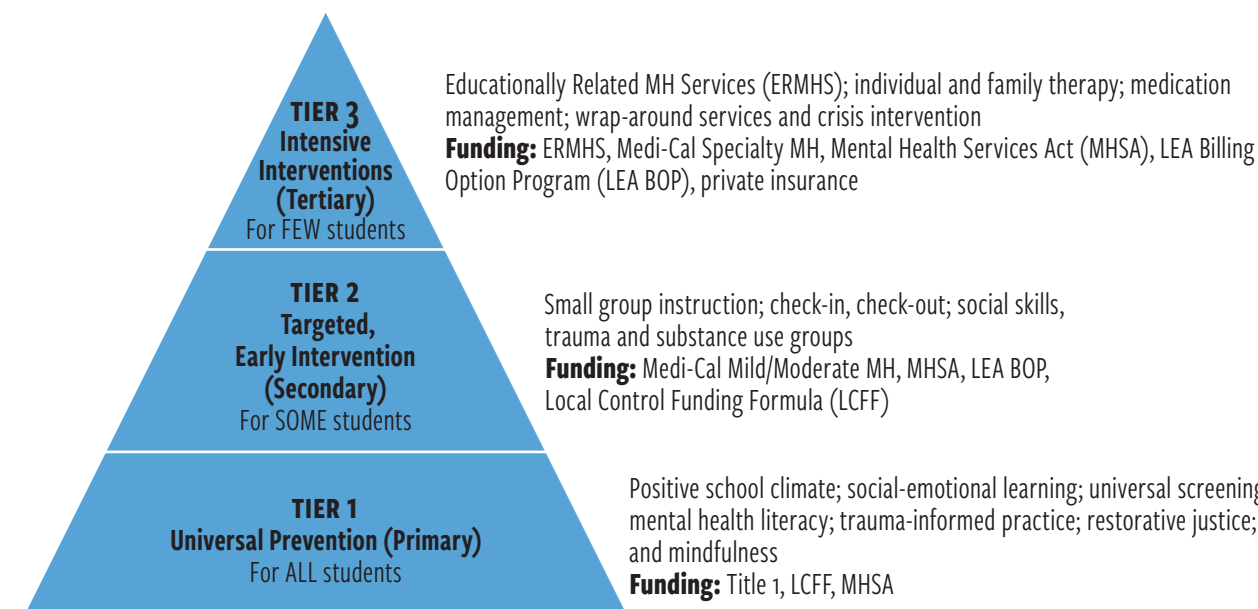 TIER 3
Intensive
Interventions
(Tertiary)
For FEW students
Educationally Related MH Services (ERMHS); individual and family therapy; medication
management; wrap-around services and crisis intervention
Funding: ERMHS, Medi-Cal Specialty MH, Mental Health Services Act (MHSA), LEA Billing
Option Program (LEA BOP), private insurance
TIER 2
Targeted,
Early Intervention
(Secondary)
For SOME students
Small group instruction; check-in, check-out; social skills,
trauma and substance use groups
Funding: Medi-Cal Mild/Moderate MH, MHSA, LEA BOP,
Local Control Funding Formula (LCFF)
TIER 1
Universal Prevention (Primary)
For ALL students
Positive school climate; social-emotional learning; universal screening
mental health literacy; trauma-informed practice; restorative justice;
and mindfulness
Funding: Title 1, LCFF, MHSA